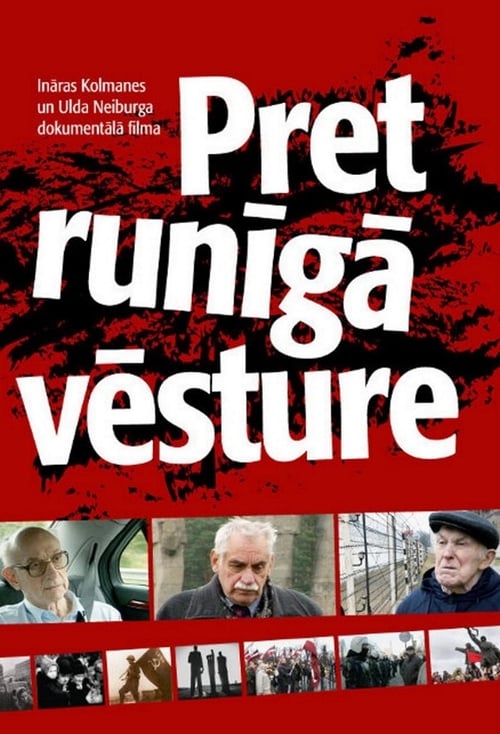 Ināras Kolmanes
un Ulda Neiburga
dokumentālā filma
Pret
runīgā
vēsture